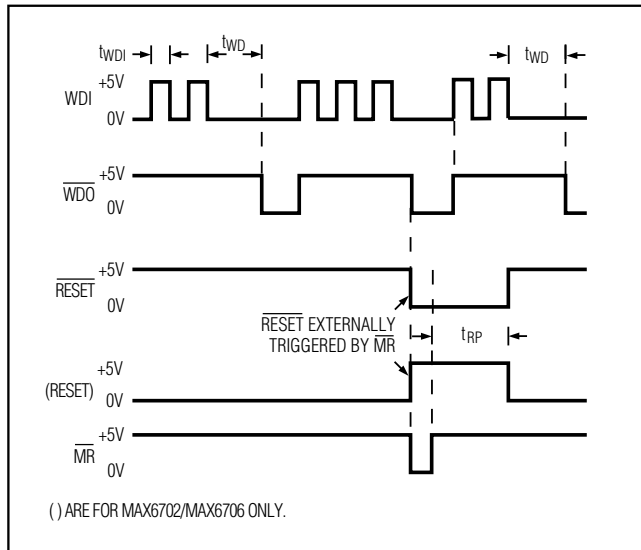 tWDI
tWD
tWD
+5V
WDI
0V
+5V
WDO
0V
+5V
RESET
0V
RESET EXTERNALLY
TRIGGERED BY MR
tRP
+5V
(RESET)
0V
+5V
MR
0V
( ) ARE FOR MAX6702/MAX6706 ONLY.